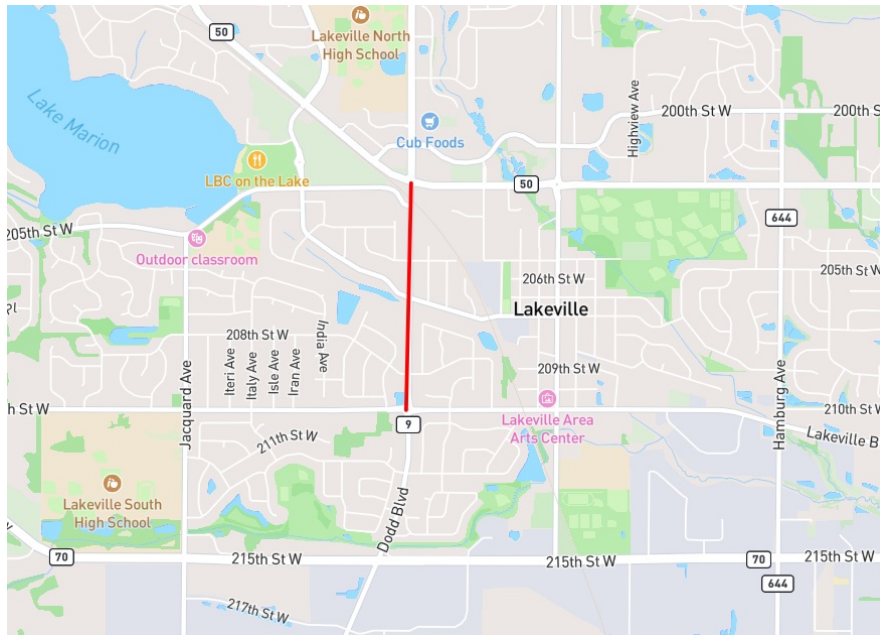 50
Lakeville North
High School
Lake Marion
Cub Foods
Highview Ave
200th St W
200th St W
LBC on the Lake
50
644
205th St W
Outdoor classroom
206th St W
205th St W
Lakeville
208th St W
India Ave
Iteri Ave
Italy Ave
Isle Ave
Iran Ave
209th St W
Jacquard Ave
Hamburg Ave
th St W
9
Lakeville Area
Arts Center
210th St W
Lakeville B
211th St W
Lakeville South
High School
Dodd Blvd
70
215th St W
215th St W
70
215th St W
644
217th St W